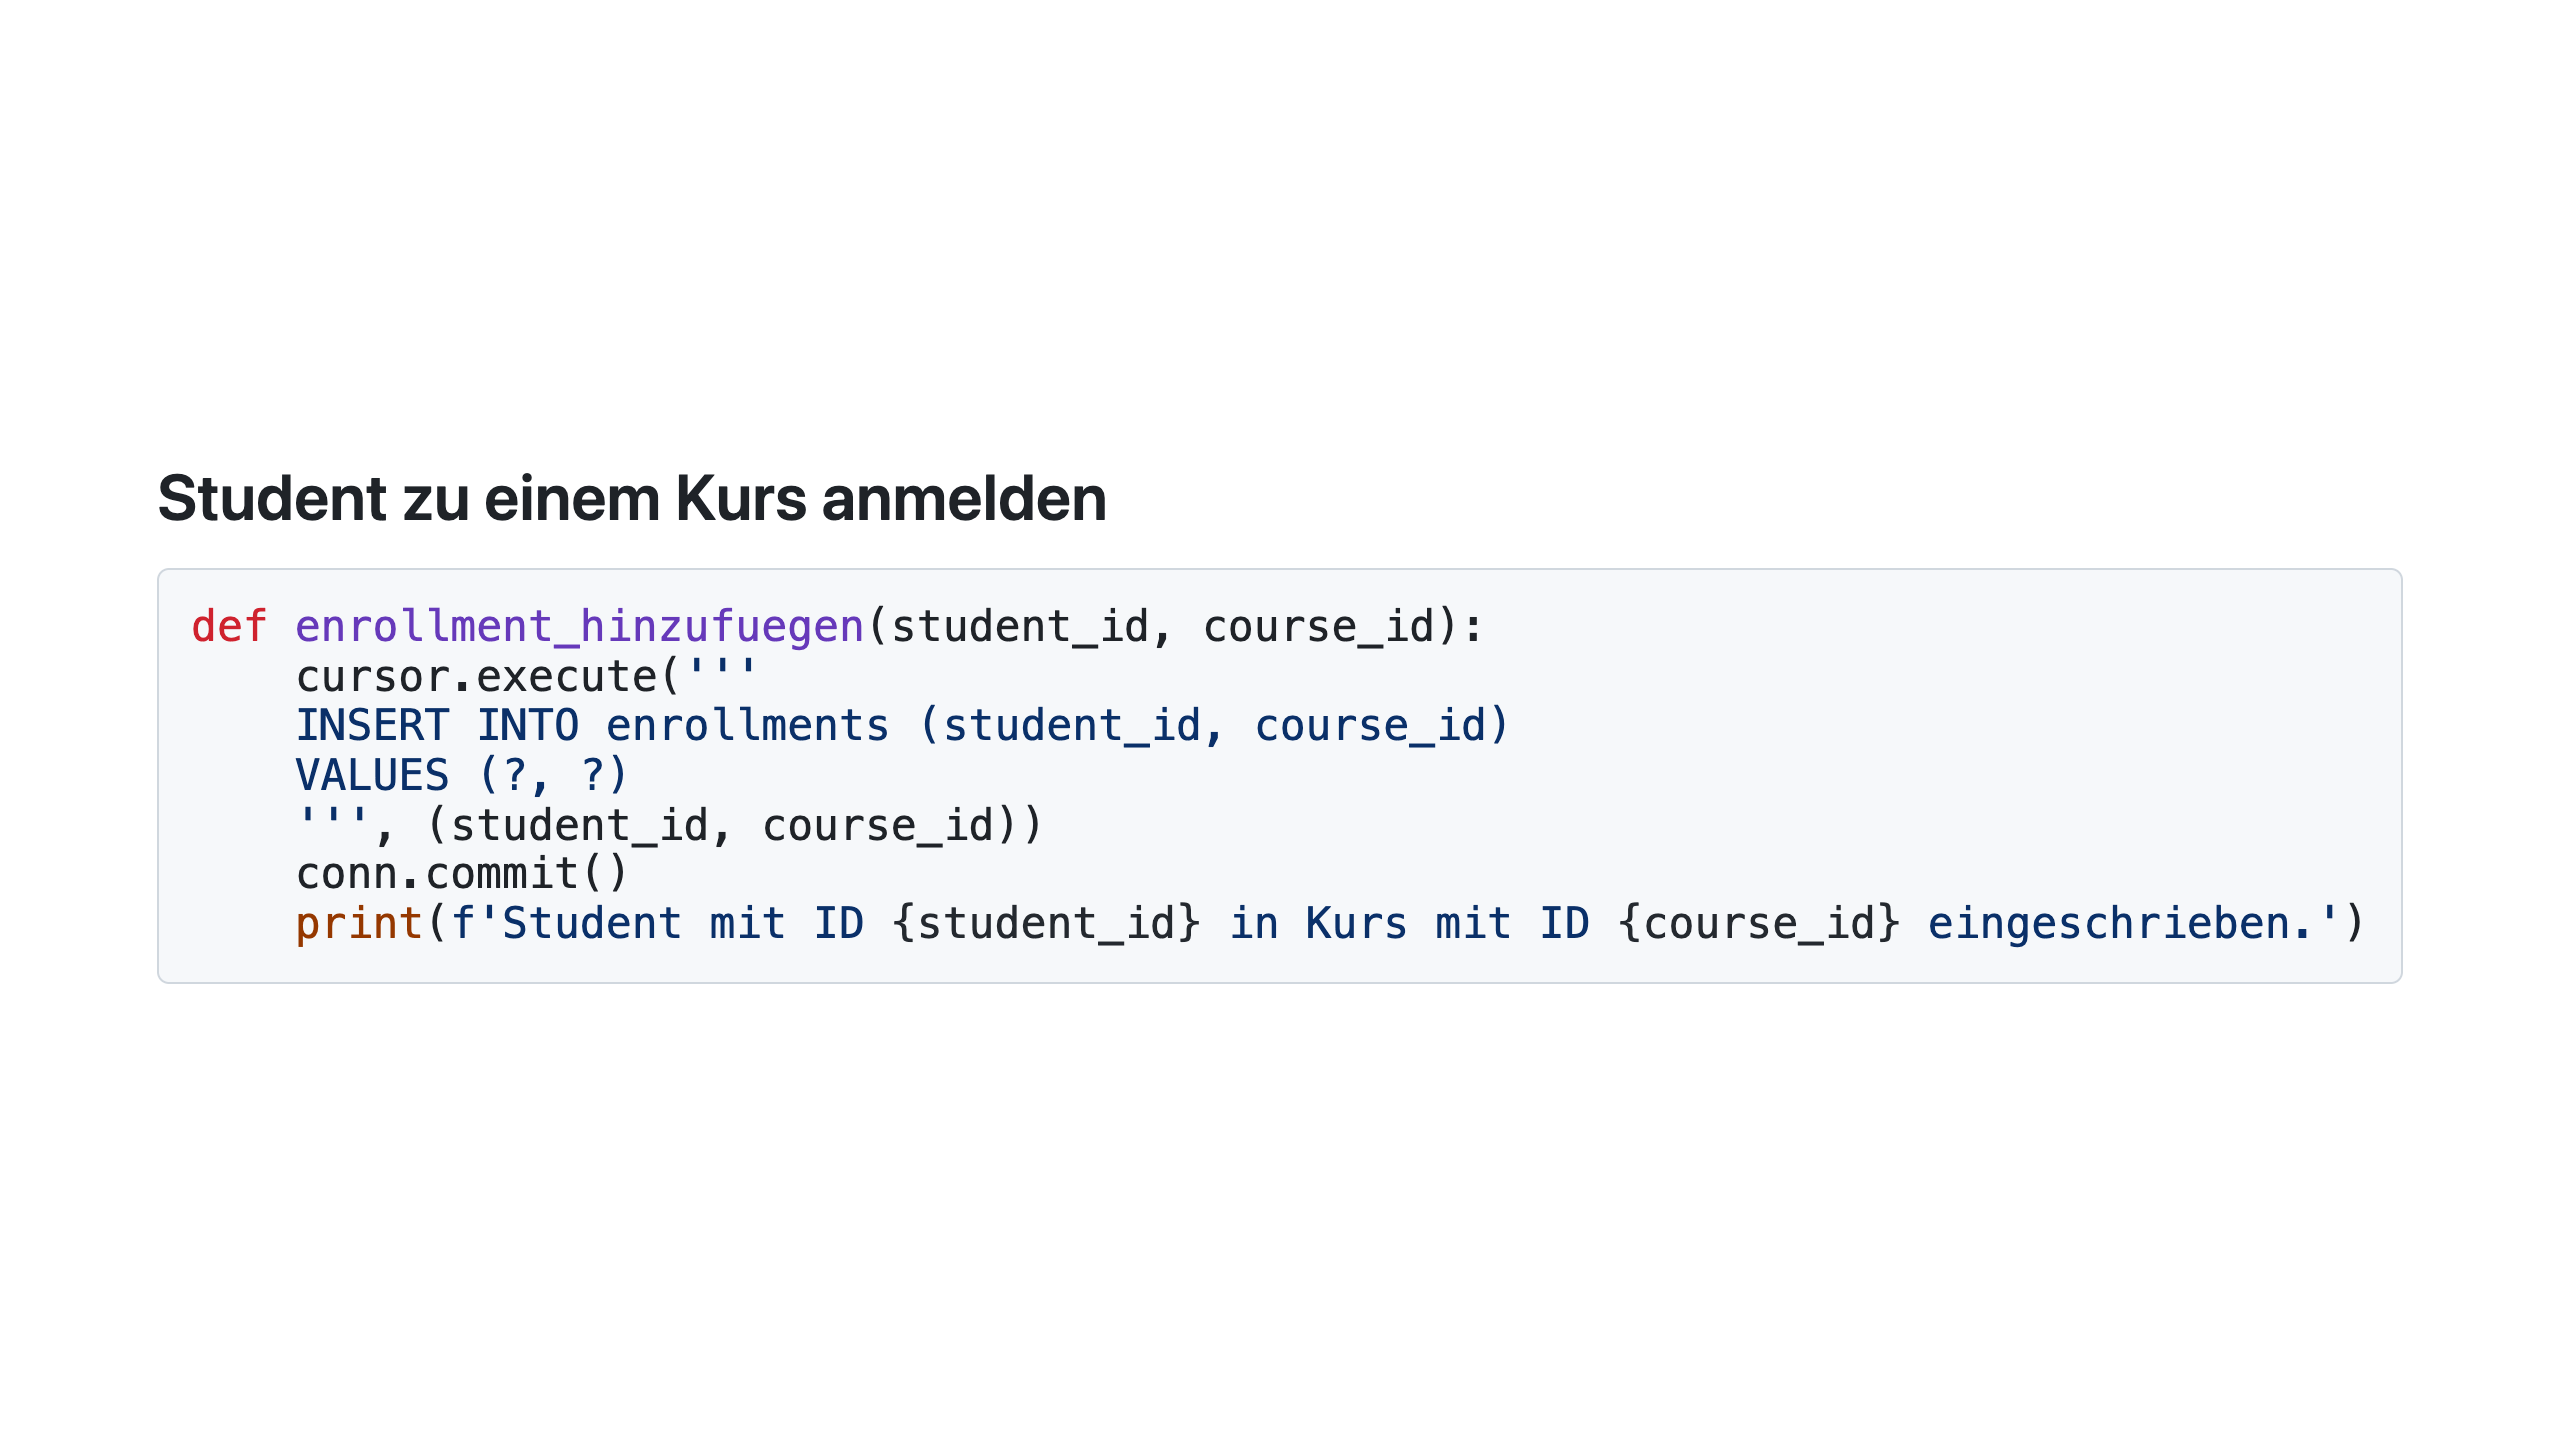 Student zu einem Kurs anmelden
def enrollment_hinzufuegen(student_id, course_id):
    cursor.execute('''
    INSERT INTO enrollments (student_id, course_id)
    VALUES (?, ?)
    ''', (student_id, course_id))
    conn.commit()
    print(f'Student mit ID {student_id} in Kurs mit ID {course_id} eingeschrieben.')